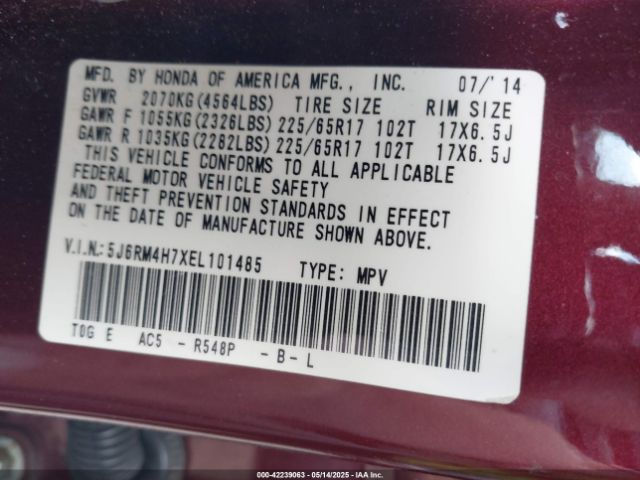 MFD. BY HONDA OF AMERICA MFG., INC. 07/'14
GVWR 2070KG(4564LBS) TIRE SIZE RIM SIZE
GAWR F 1055KG(2326LBS) 225/65R17 102T 17X6.5J
GAWR R 1035KG(2282LBS) 225/65R17 102T 17X6.5J
THIS VEHICLE CONFORMS TO ALL APPLICABLE
FEDERAL MOTOR VEHICLE SAFETY
AND THEFT PREVENTION STANDARDS IN EFFECT
ON THE DATE OF MANUFACTURE SHOWN ABOVE.
V.I.N.:5J6RM4H7XEL101485 TYPE: MPV
T0G E AC5 - R548P - B - L
000-42239063 - 05/14/2025 - IAAI.COM